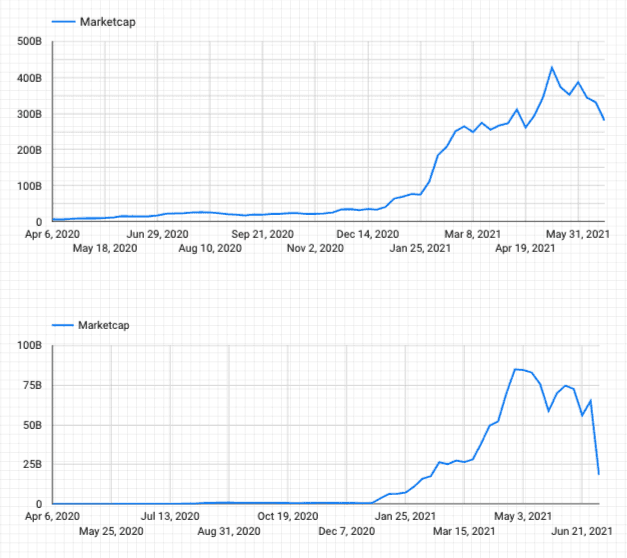 Marketcap
500B
400B
300B
200B
100B
0
Apr 6, 2020 Jun 29, 2020 Sep 21, 2020 Dec 14, 2020 Mar 8, 2021 May 31, 2021
May 18, 2020 Aug 10, 2020 Nov 2, 2020 Jan 25, 2021 Apr 19, 2021
Marketcap
100B
75B
50B
25B
0
Apr 6, 2020 Jul 13, 2020 Oct 19, 2020 Jan 25, 2021 May 3, 2021
May 25, 2020 Aug 31, 2020 Dec 7, 2020 Mar 15, 2021 Jun 21, 2021